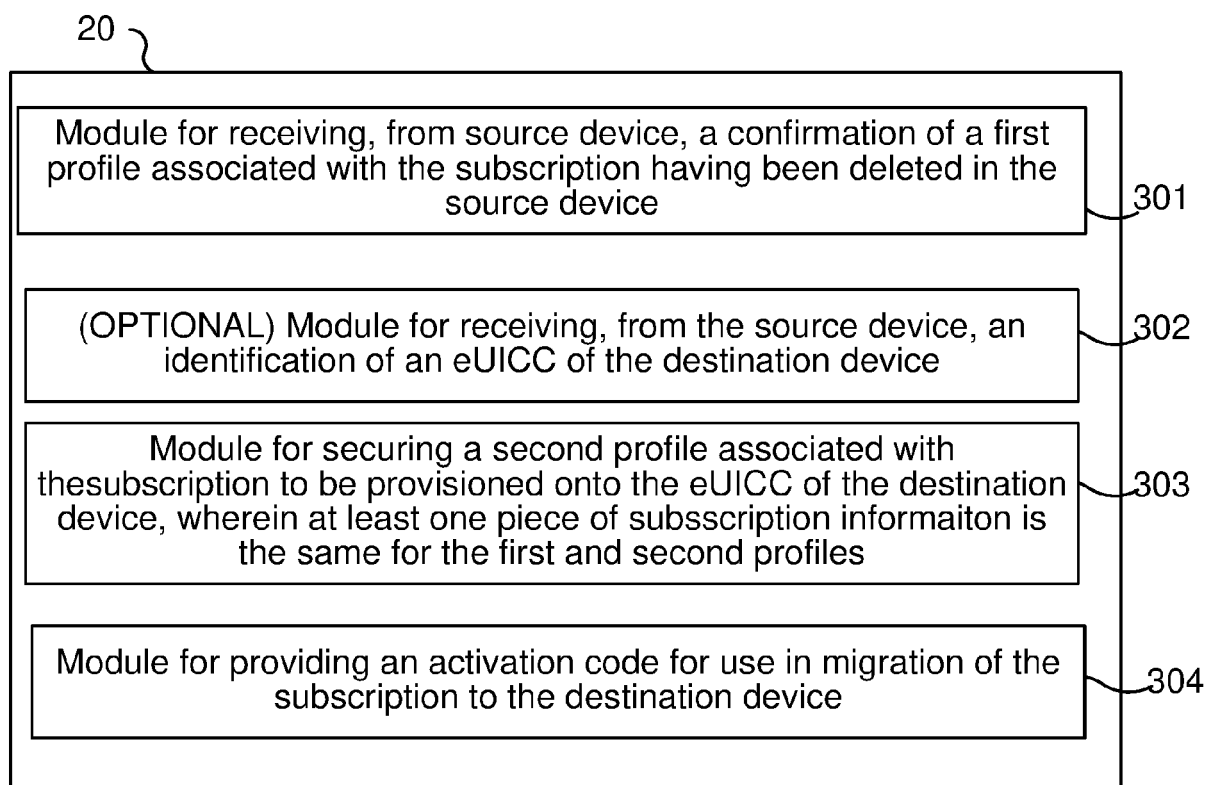 20
Module for receiving, from source device, a confirmation of a first
profile associated with the subscription having been deleted in the
source device
301
(OPTIONAL) Module for receiving, from the source device, an
identification of an eUICC of the destination device
302
Module for securing a second profile associated with
thesubscription to be provisioned onto the eUICC of the destination
device, wherein at least one piece of subsscription informaiton is
the same for the first and second profiles
303
Module for providing an activation code for use in migration of the
subscription to the destination device
304